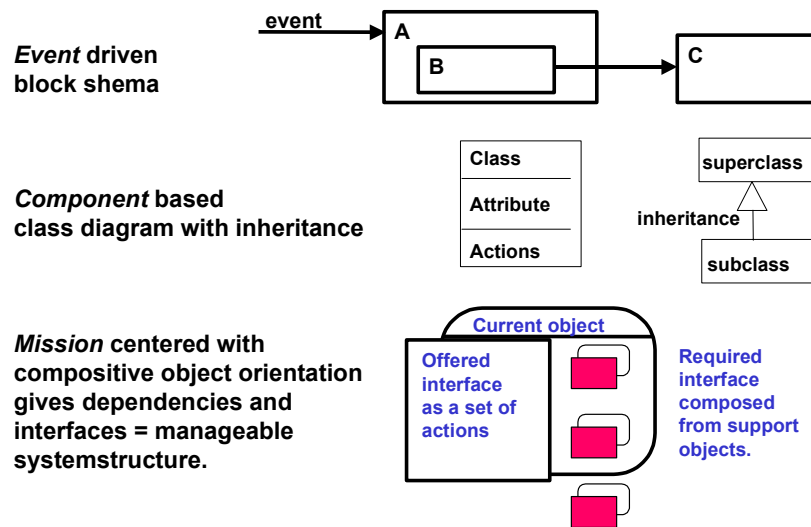 Event driven
block shema
event
A
B
C
Component based
class diagram with inheritance
Class
Attribute
Actions
superclass
inheritance
subclass
Mission centered with
compositive object orientation
gives dependencies and
interfaces = manageable
systemstructure.
Current object
Offered
interface
as a set of
actions
Required
interface
composed
from support
objects.